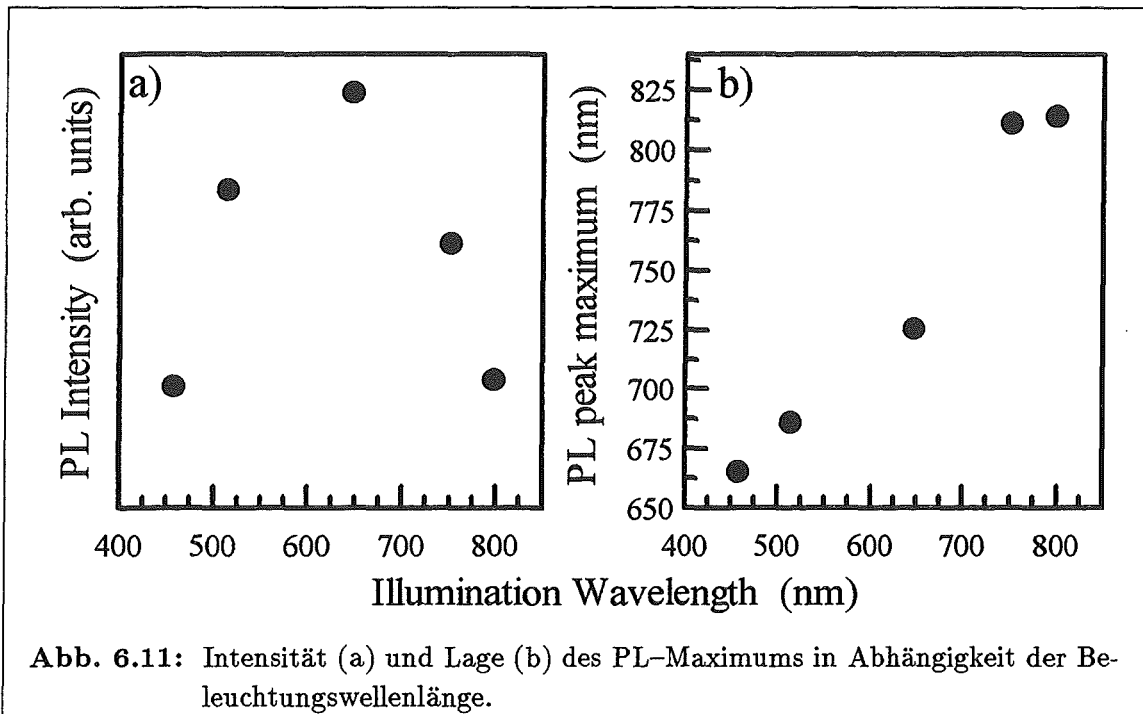 a)
PL Intensity (arb. units)
400 500 600 700 800
b)
PL peak maximum (nm)
825
800
775
750
725
700
675
650
400 500 600 700 800
Illumination Wavelength (nm)
Abb. 6.11: Intensität (a) und Lage (b) des PL–Maximums in Abhängigkeit der Be-
leuchtungswellenlänge.